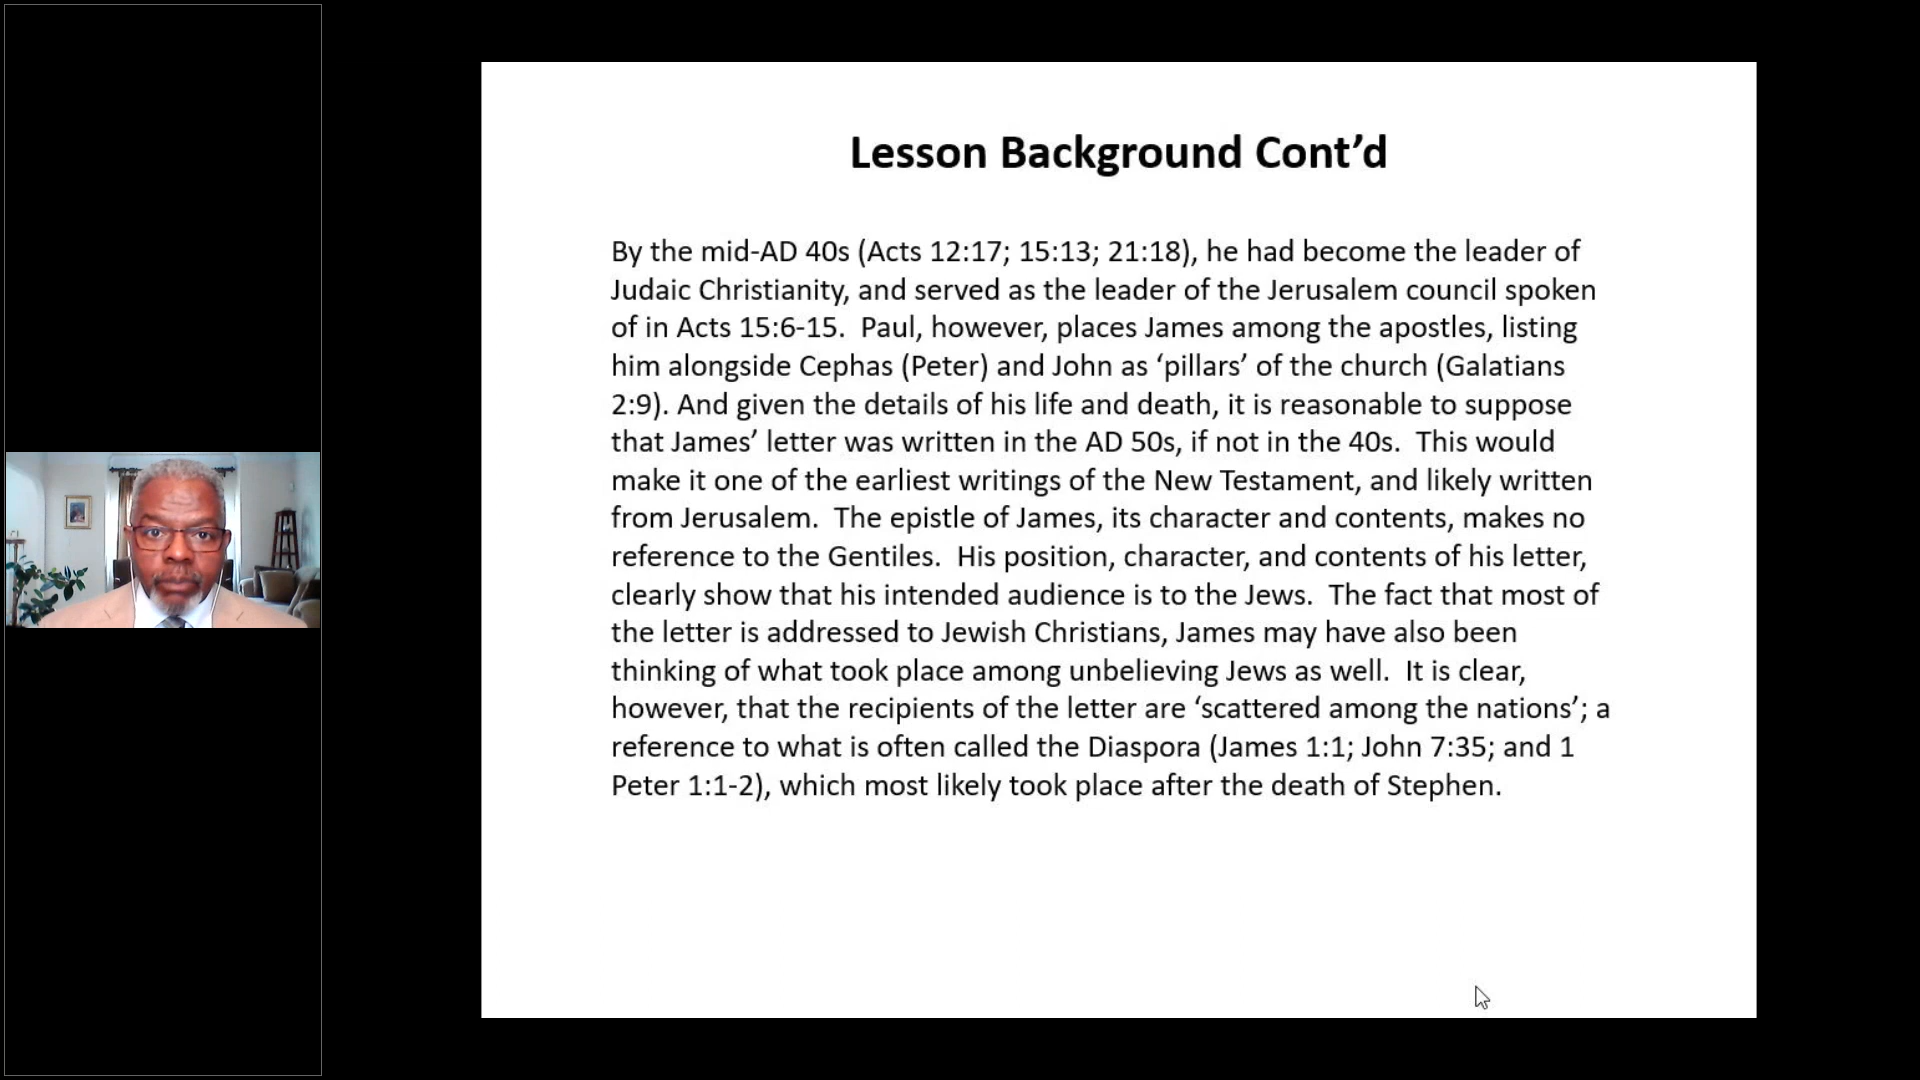 Lesson Background Cont’d
By the mid-AD 40s (Acts 12:17; 15:13; 21:18), he had become the leader of
Judaic Christianity, and served as the leader of the Jerusalem council spoken
of in Acts 15:6-15.  Paul, however, places James among the apostles, listing
him alongside Cephas (Peter) and John as ‘pillars’ of the church (Galatians
2:9). And given the details of his life and death, it is reasonable to suppose
that James’ letter was written in the AD 50s, if not in the 40s.  This would
make it one of the earliest writings of the New Testament, and likely written
from Jerusalem.  The epistle of James, its character and contents, makes no
reference to the Gentiles.  His position, character, and contents of his letter,
clearly show that his intended audience is to the Jews.  The fact that most of
the letter is addressed to Jewish Christians, James may have also been
thinking of what took place among unbelieving Jews as well.  It is clear,
however, that the recipients of the letter are ‘scattered among the nations’; a
reference to what is often called the Diaspora (James 1:1; John 7:35; and 1
Peter 1:1-2), which most likely took place after the death of Stephen.